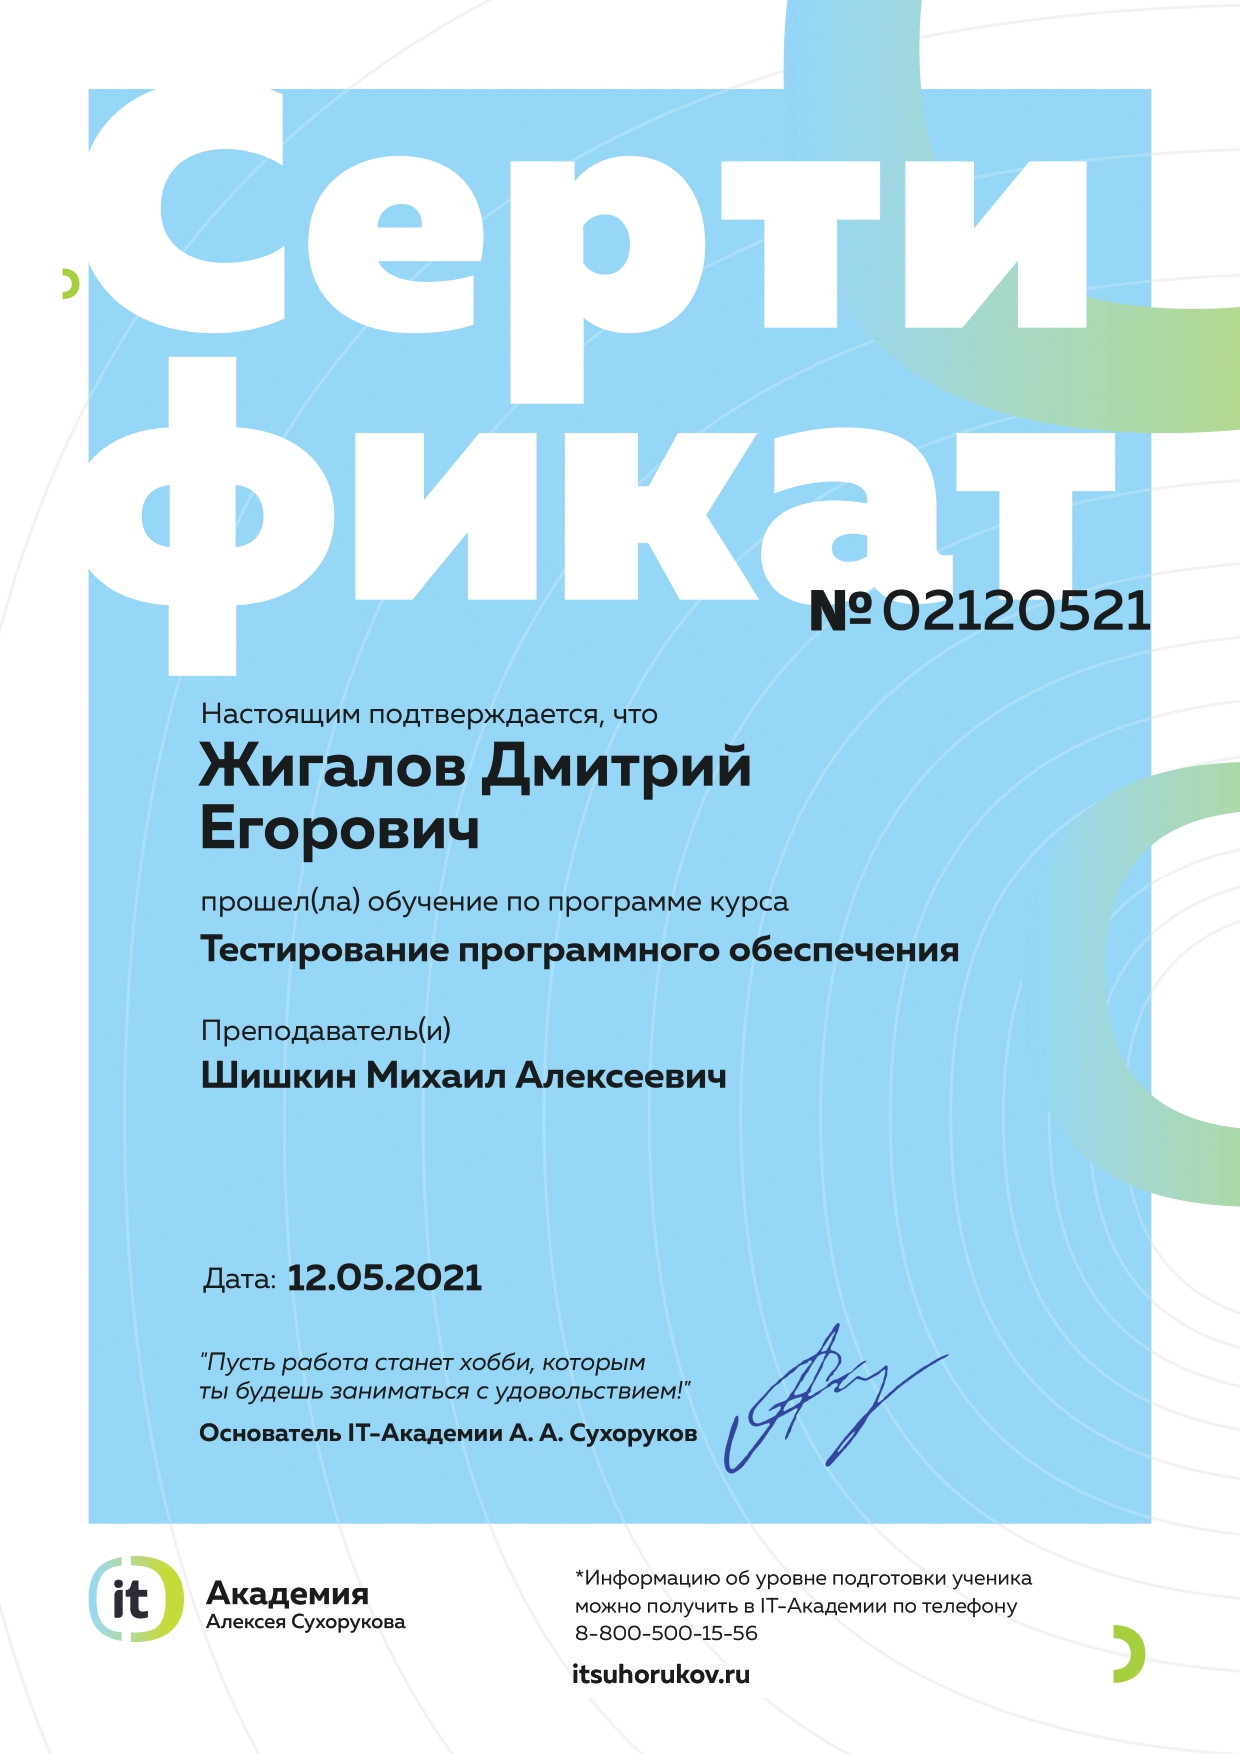 Серти
фикат
№02120521
Настоящим подтверждается, что
Жигалов Дмитрий
Егорович
прошел(ла) обучение по программе курса
Тестирование программного обеспечения
Преподаватель(и)
Шишкин Михаил Алексеевич
Дата: 12.05.2021
"Пусть работа станет хобби, которым
ты будешь заниматься с удовольствием!"
Основатель IT-Академии А. А. Сухоруков
it
Академия
Алексея Сухорукова
*Информацию об уровне подготовки ученика
можно получить в IT-Академии по телефону
8-800-500-15-56
itsuhorukov.ru